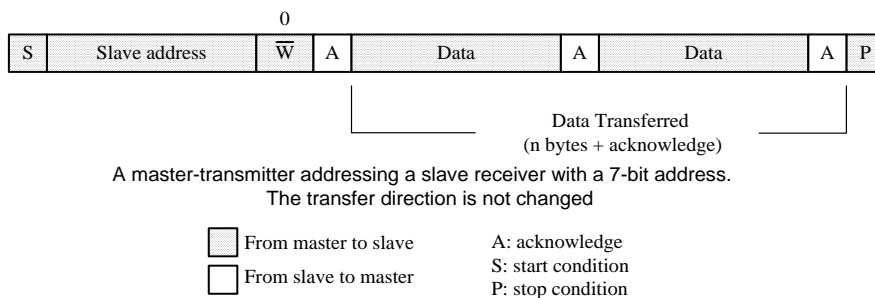 0
S Slave address W̅ A Data A Data A P
Data Transferred
(n bytes + acknowledge)
A master-transmitter addressing a slave receiver with a 7-bit address.
The transfer direction is not changed
From master to slave
From slave to master
A: acknowledge
S: start condition
P: stop condition